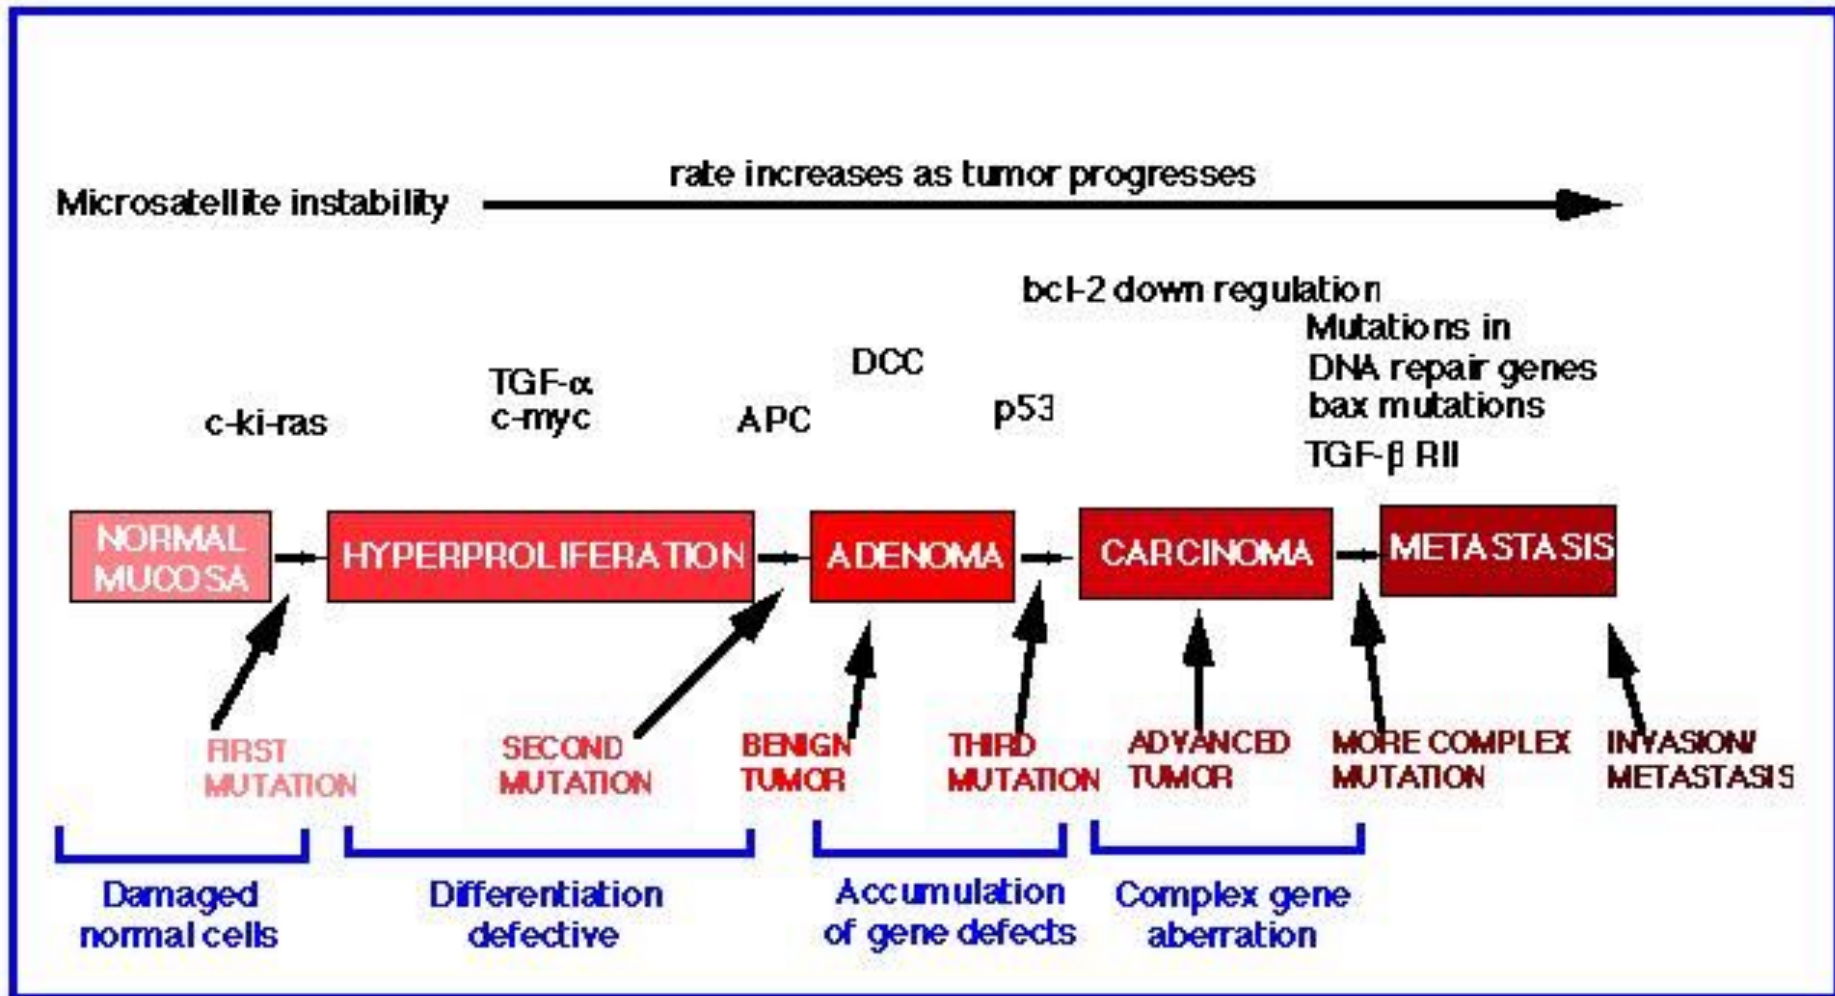 rate increases as tumor progresses
Microsatellite instability
bcl-2 down regulation
Mutations in
DNA repair genes
bax mutations
TGF-β RII
DCC
TGF-α
c-myc
c-ki-ras
APC
p53
NORMAL
MUCOSA
HYPERPROLIFERATION
ADENOMA
CARCINOMA
METASTASIS
FIRST
MUTATION
SECOND
MUTATION
BENIGN
TUMOR
THIRD
MUTATION
ADVANCED
TUMOR
MORE COMPLEX
MUTATION
INVASION/
METASTASIS
Damaged
normal cells
Differentiation
defective
Accumulation
of gene defects
Complex gene
aberration